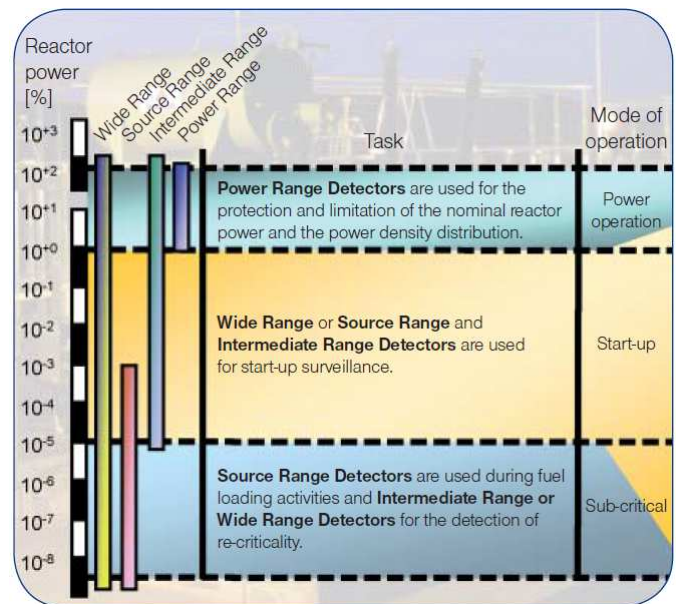 Reactor
power
[%]
Wide Range
Source Range
Intermediate Range
Power Range
Task
Mode of
operation
10+3
10+2
10+1
10+0
10-1
10-2
10-3
10-4
10-5
10-6
10-7
10-8
Power Range Detectors are used for the
protection and limitation of the nominal reactor
power and the power density distribution.
Power
operation
Wide Range or Source Range and
Intermediate Range Detectors are used
for start-up surveillance.
Start-up
Source Range Detectors are used during fuel
loading activities and Intermediate Range or
Wide Range Detectors for the detection of
re-criticality.
Sub-critical